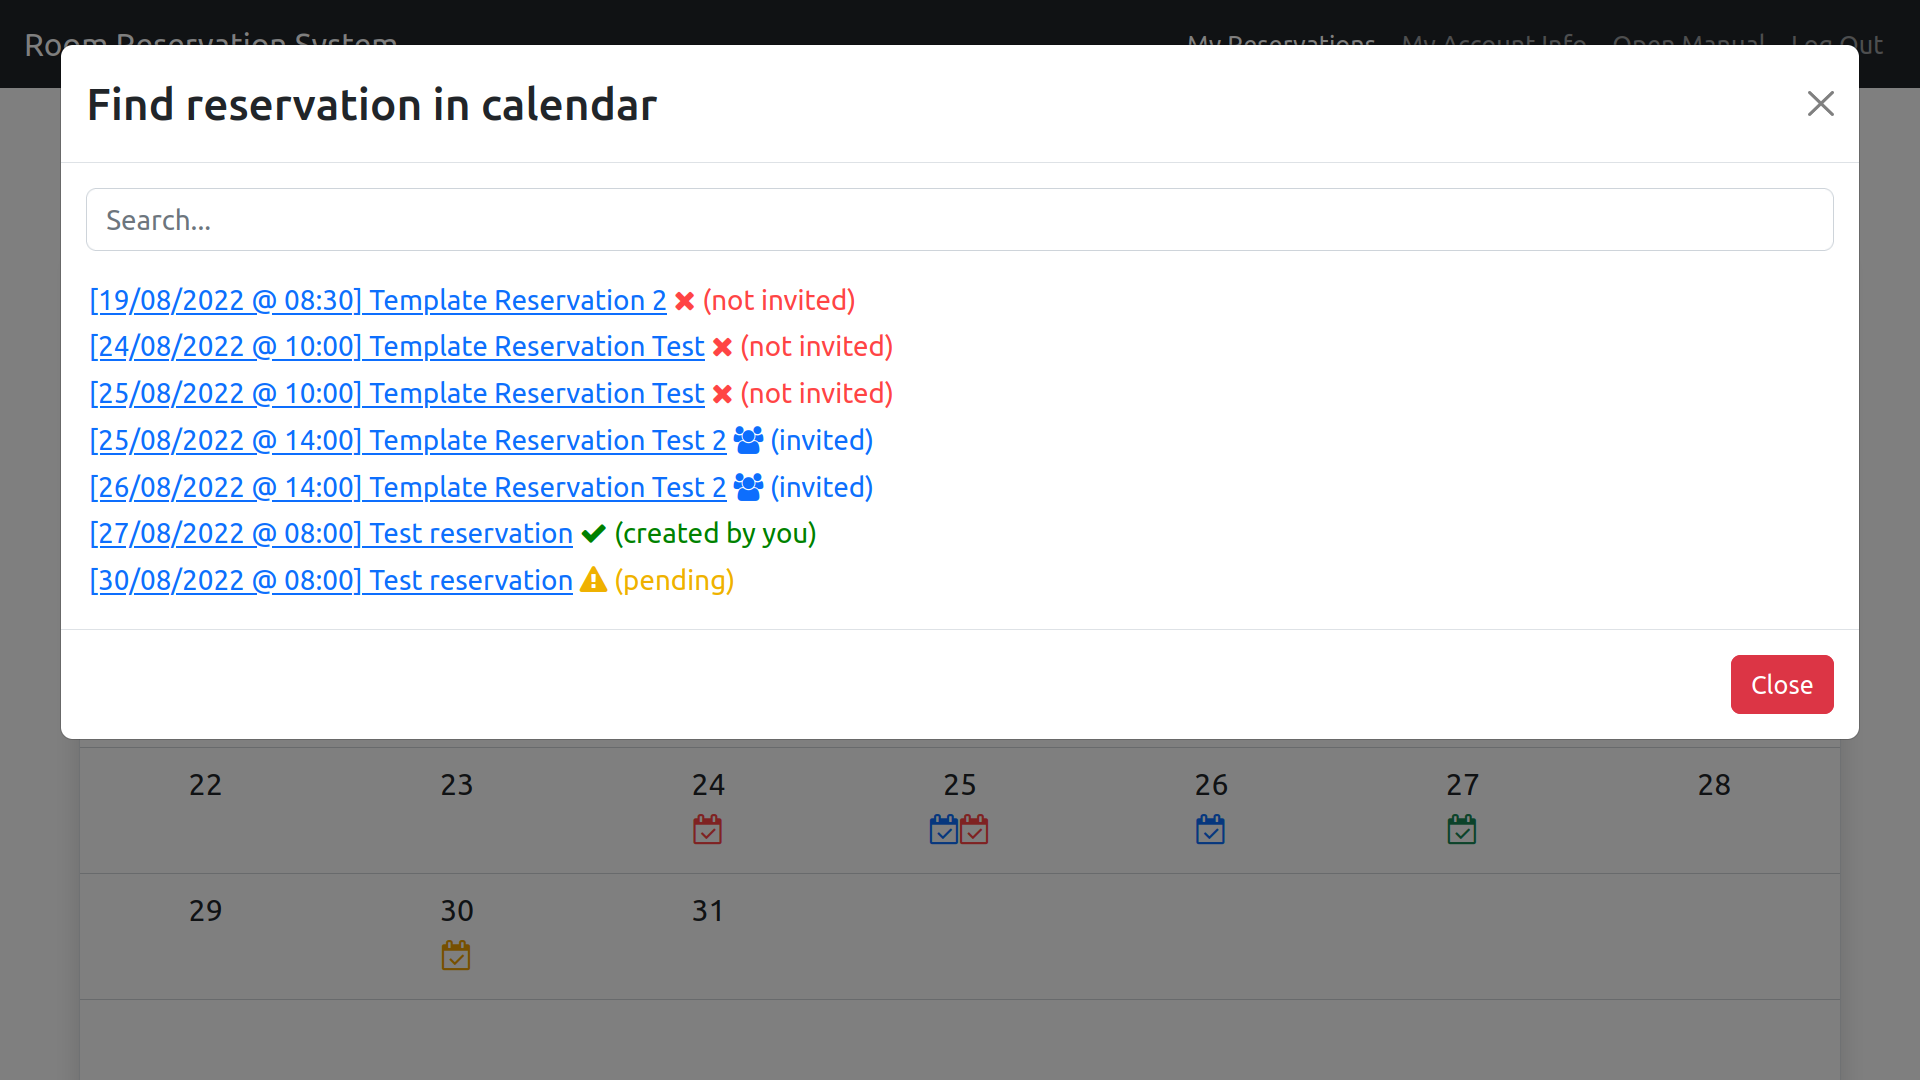 Room Reservation System
My Reservations My Account Info Open Manual Log Out
Find reservation in calendar
Search...
[19/08/2022 @ 08:30] Template Reservation 2 (not invited)
[24/08/2022 @ 10:00] Template Reservation Test (not invited)
[25/08/2022 @ 10:00] Template Reservation Test (not invited)
[25/08/2022 @ 14:00] Template Reservation Test 2 (invited)
[26/08/2022 @ 14:00] Template Reservation Test 2 (invited)
[27/08/2022 @ 08:00] Test reservation (created by you)
[30/08/2022 @ 08:00] Test reservation (pending)
Close
22 23 24 25 26 27 28
29 30 31